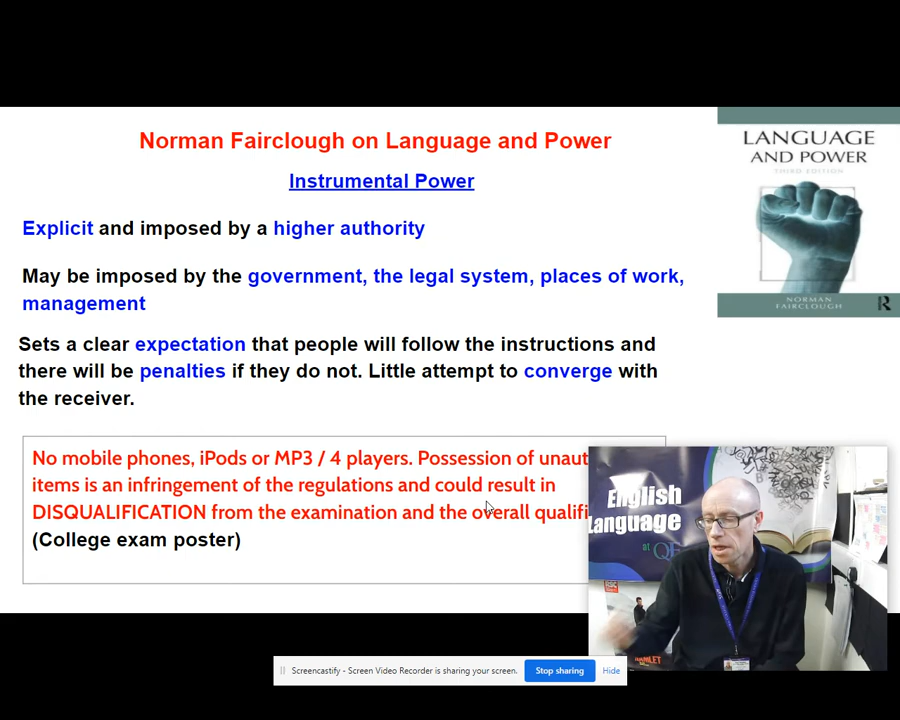 Norman Fairclough on Language and Power
Instrumental Power
Explicit and imposed by a higher authority
May be imposed by the government, the legal system, places of work,
management
Sets a clear expectation that people will follow the instructions and
there will be penalties if they do not. Little attempt to converge with
the receiver.
No mobile phones, iPods or MP3 / 4 players. Possession of unaut
items is an infringement of the regulations and could result in
DISQUALIFICATION from the examination and the overall qualifi
(College exam poster)
LANGUAGE
AND POWER
THIRD EDITION
NORMAN
FAIRCLOUGH
R
English
Language
at QE
RSC
HAMLET
Screencastify - Screen Video Recorder is sharing your screen.
Stop sharing
Hide